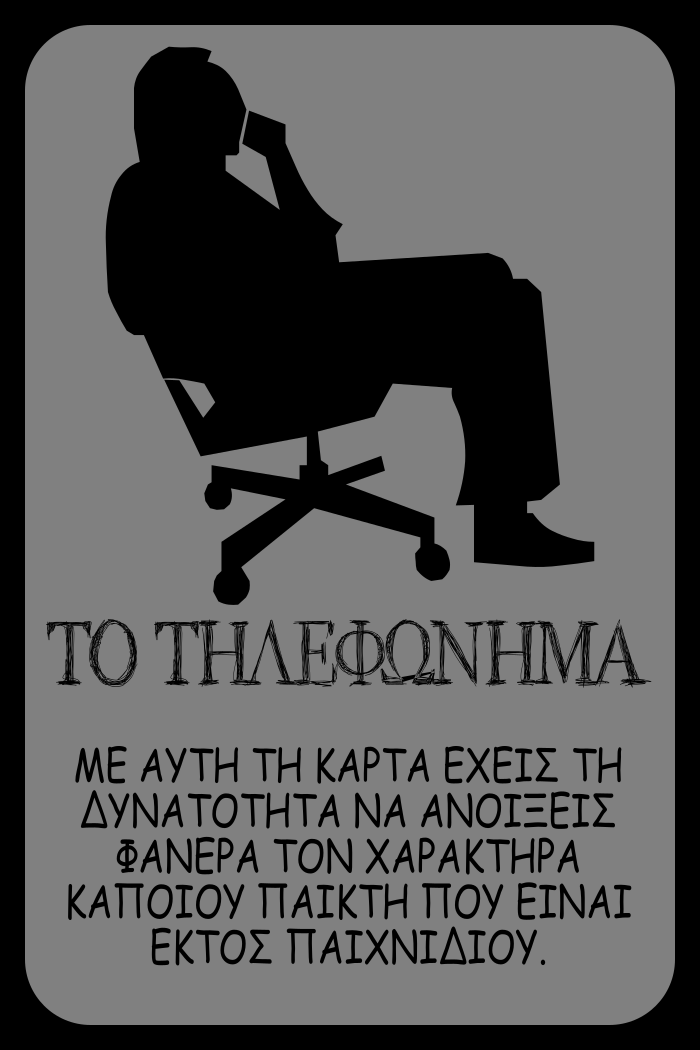 ΤΟ ΤΗΛΕΦΩΝΗΜΑ
ΜΕ ΑΥΤΗ ΤΗ ΚΑΡΤΑ ΕΧΕΙΣ ΤΗ
ΔΥΝΑΤΟΤΗΤΑ ΝΑ ΑΝΟΙΞΕΙΣ
ΦΑΝΕΡΑ ΤΟΝ ΧΑΡΑΚΤΗΡΑ
ΚΑΠΟΙΟΥ ΠΑΙΚΤΗ ΠΟΥ ΕΙΝΑΙ
ΕΚΤΟΣ ΠΑΙΧΝΙΔΙΟΥ.